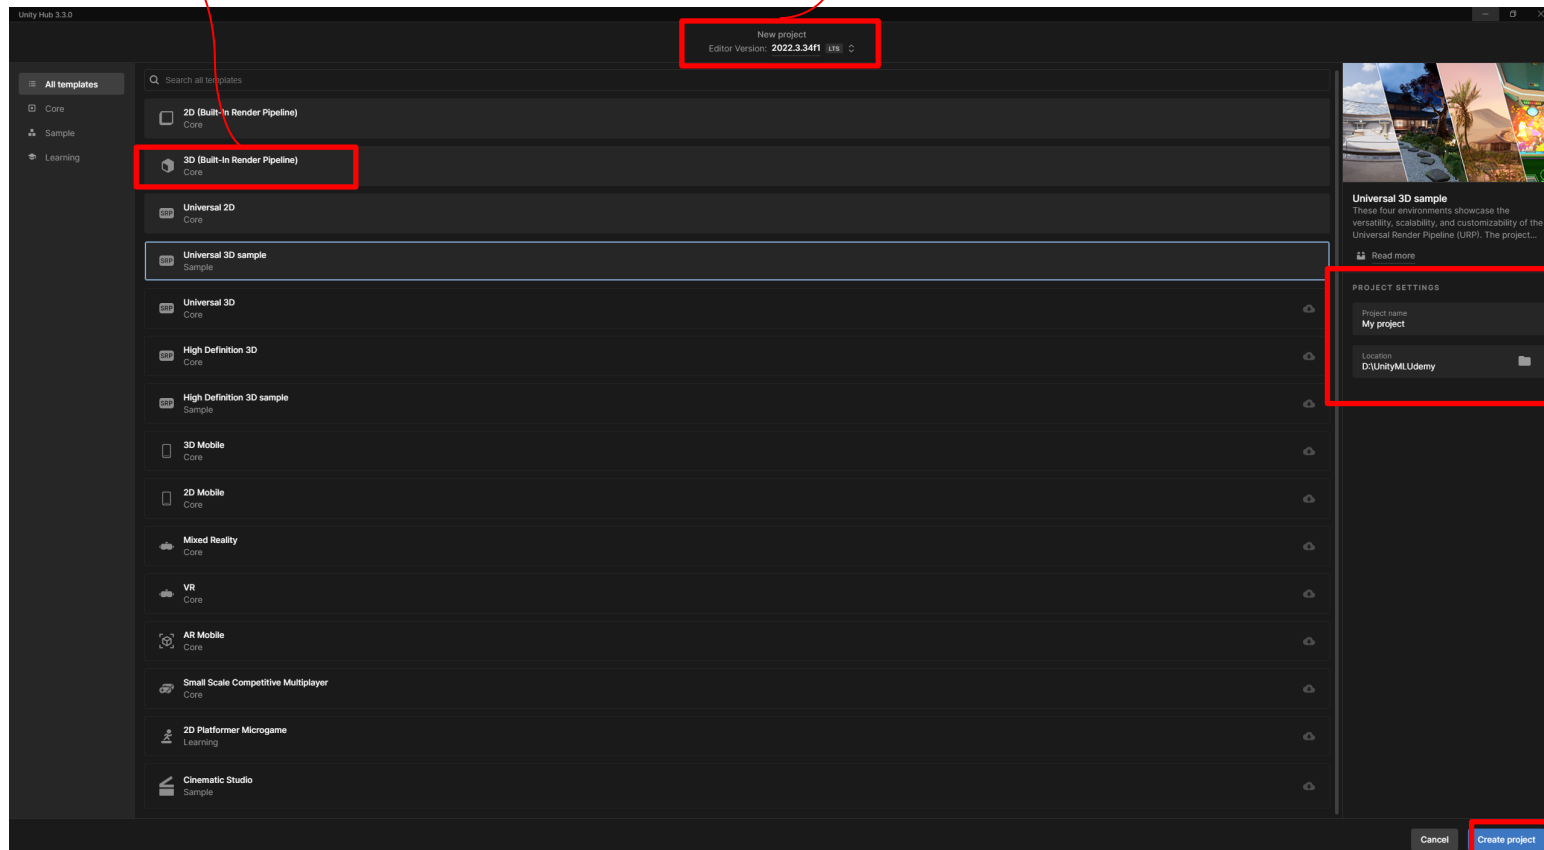 Unity Hub 3.3.0
New project
Editor Version: 2022.3.34f1 LTS
All templates
Core
Sample
Learning
Search all templates
2D (Built-In Render Pipeline)
Core
3D (Built-In Render Pipeline)
Core
Universal 2D
Core
SRP
Universal 3D sample
Sample
SRP
Universal 3D
Core
SRP
High Definition 3D
Core
SRP
High Definition 3D sample
Sample
SRP
3D Mobile
Core
2D Mobile
Core
Mixed Reality
Core
VR
Core
AR Mobile
Core
Small Scale Competitive Multiplayer
Core
2D Platformer Microgame
Learning
Cinematic Studio
Sample
Universal 3D sample
These four environments showcase the
versatility, scalability, and customizability of the
Universal Render Pipeline (URP). The project...
Read more
PROJECT SETTINGS
Project name
My project
Location
D:\UnityMLUdemy
Cancel
Create project